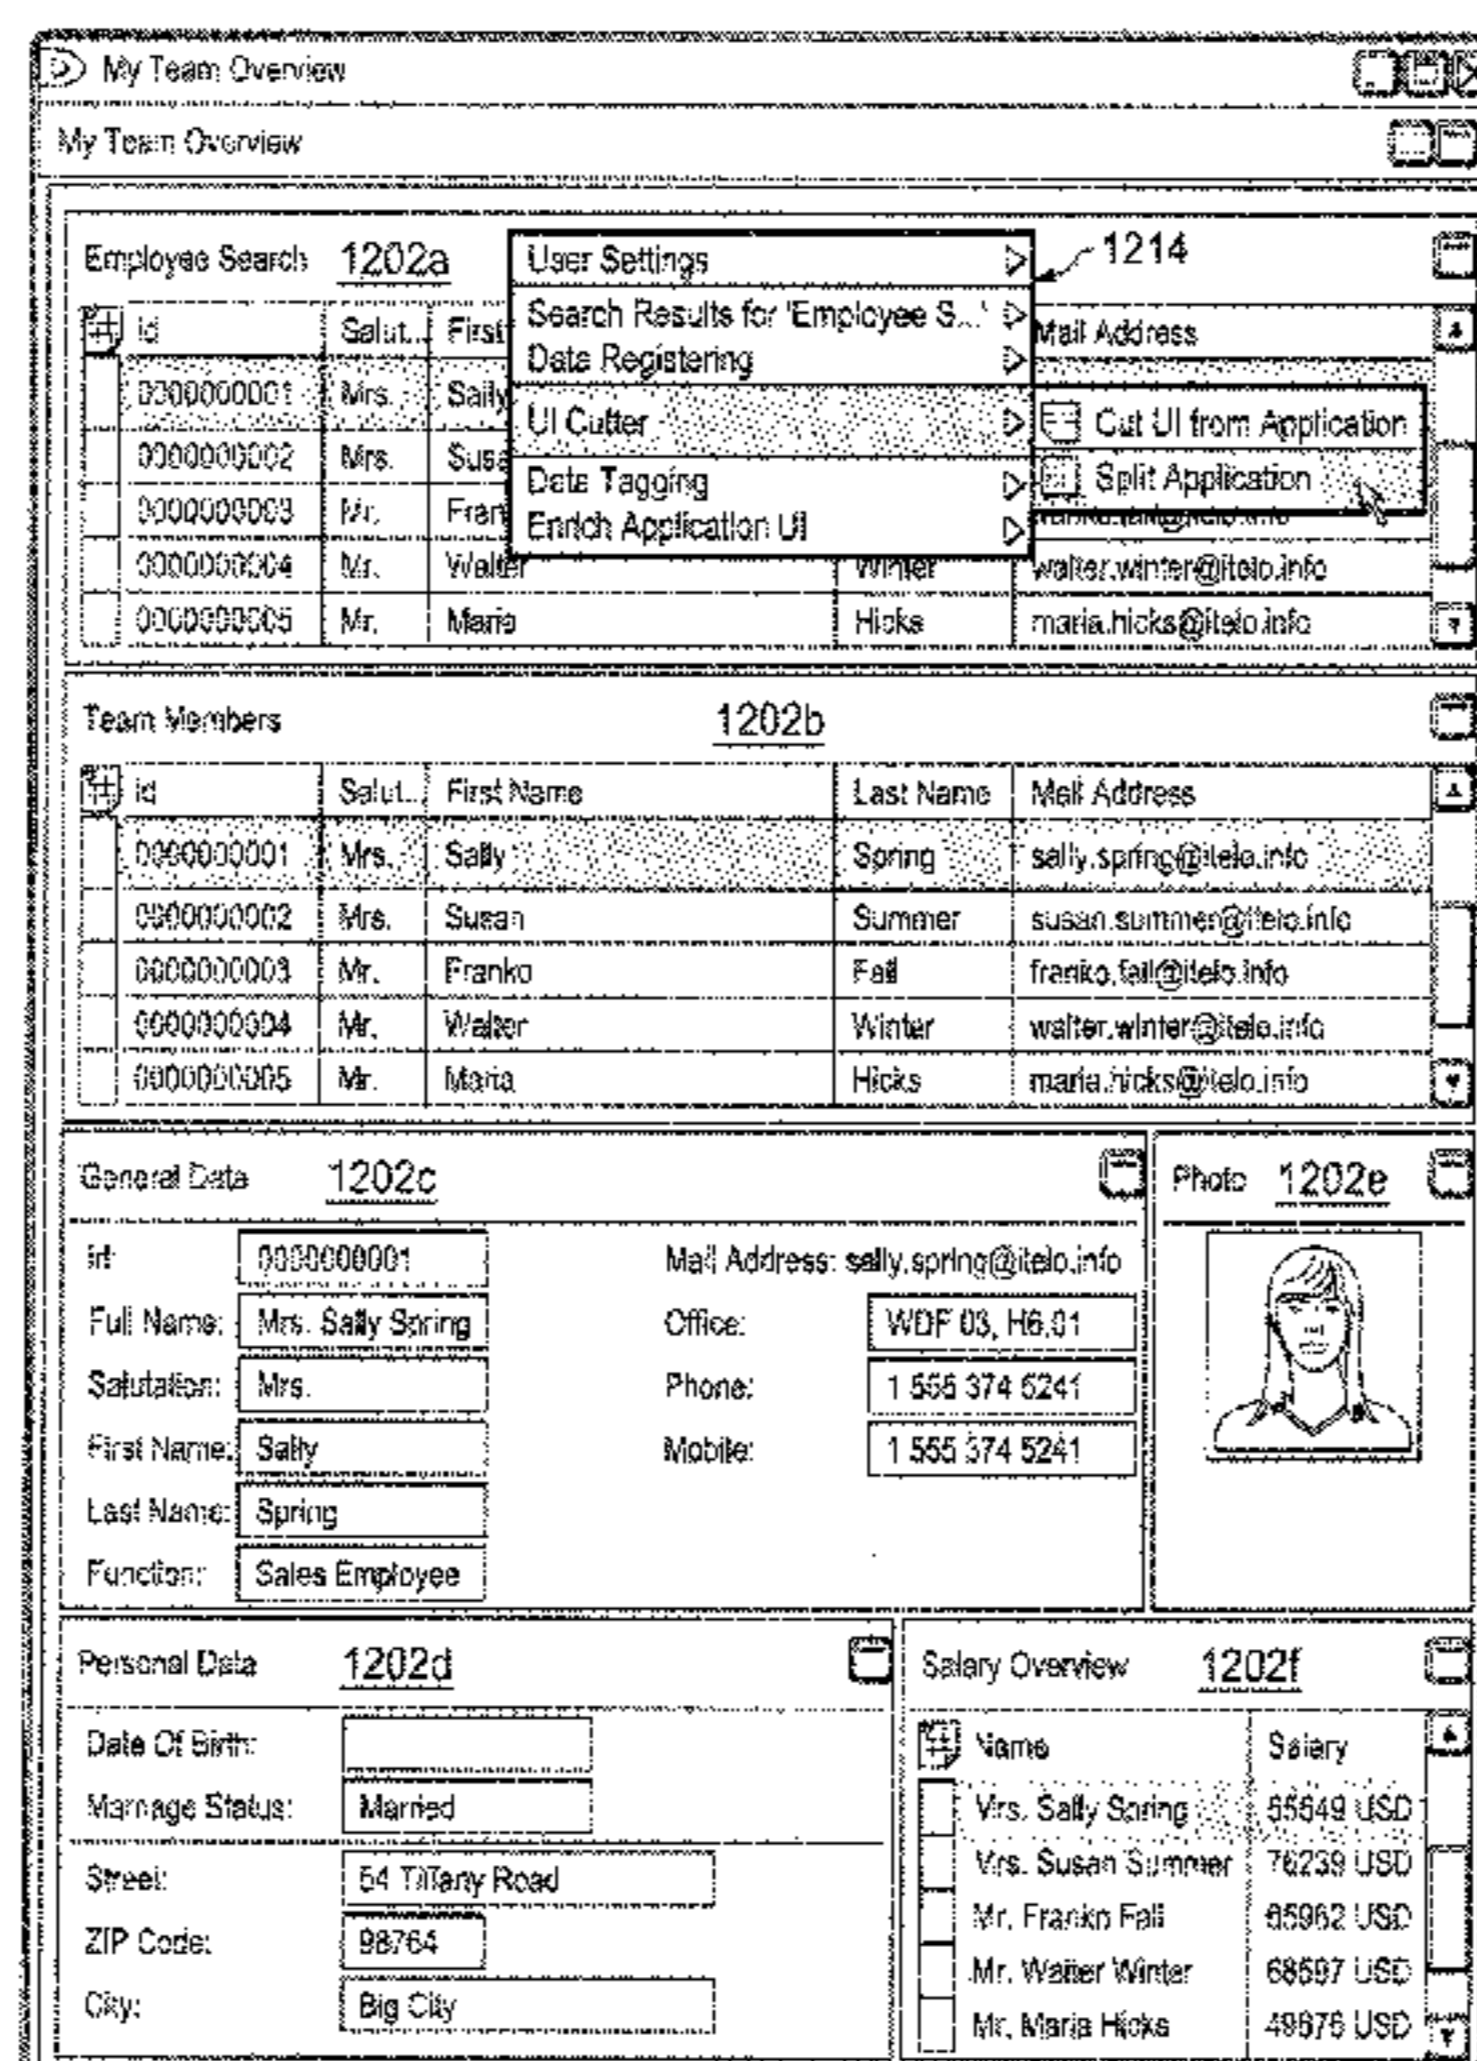 My Team Overview
My Team Overview
Employee Search 1202a
User Settings
1214
Search Results for 'Employee S...'
Data Registering
UI Cutter
Data Tagging
Enrich Application UI
Cut UI from Application
Split Application
id Salut... First Mail Address
0000000001 Mrs. Sally
0000000002 Mrs. Susa
0000000003 Mr. Fran
0000000004 Mr. Walter Winter walter.winter@itelo.info
0000000005 Mr. Maria Hicks maria.hicks@itelo.info
Team Members 1202b
id Salut... First Name Last Name Mail Address
0000000001 Mrs. Sally Spring sally.spring@itelo.info
0000000002 Mrs. Susan Summer susan.summer@itelo.info
0000000003 Mr. Franko Fall franko.fall@itelo.info
0000000004 Mr. Walter Winter walter.winter@itelo.info
0000000005 Mr. Maria Hicks maria.hicks@itelo.info
General Data 1202c
Photo 1202e
Id: 0000000001 Mail Address: sally.spring@itelo.info
Full Name: Mrs. Sally Spring Office: WDF 03, H6.01
Salutation: Mrs. Phone: 1 555 374 5241
First Name: Sally Mobile: 1 555 374 5241
Last Name: Spring
Function: Sales Employee
Personal Data 1202d
Salary Overview 1202f
Date Of Birth:
Marriage Status: Married
Street: 54 Tiffany Road
ZIP Code: 98764
City: Big City
Name Salary
Mrs. Sally Spring USD
Mrs. Susan Summer 76239 USD
Mr. Franko Fall USD
Mr. Walter Winter USD
Mr. Maria Hicks USD